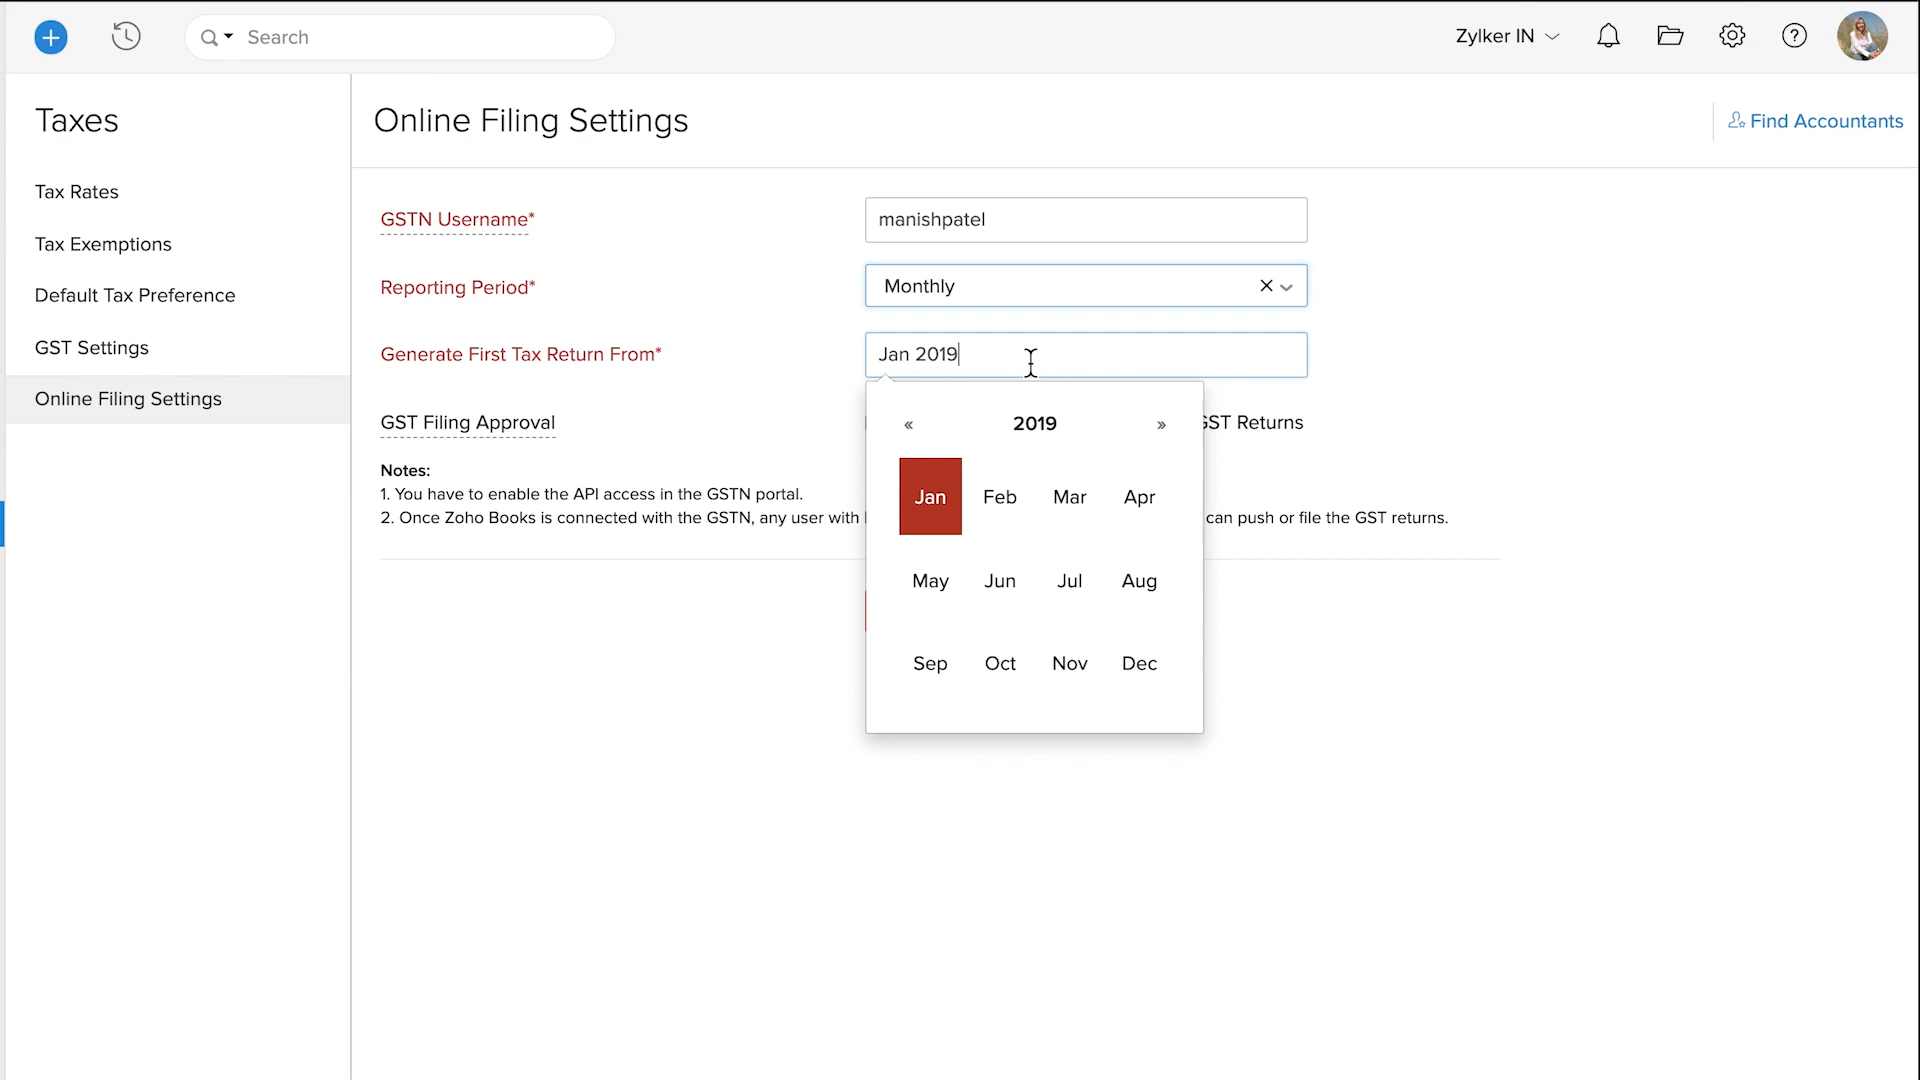 Search
Zylker IN
Taxes
Tax Rates
Tax Exemptions
Default Tax Preference
GST Settings
Online Filing Settings
Online Filing Settings
Find Accountants
GSTN Username*
manishpatel
Reporting Period*
Monthly
Generate First Tax Return From*
Jan 2019
« 2019 »
Jan Feb Mar Apr
May Jun Jul Aug
Sep Oct Nov Dec
GST Filing Approval
GST Returns
Notes:
1. You have to enable the API access in the GSTN portal.
2. Once Zoho Books is connected with the GSTN, any user with can push or file the GST returns.